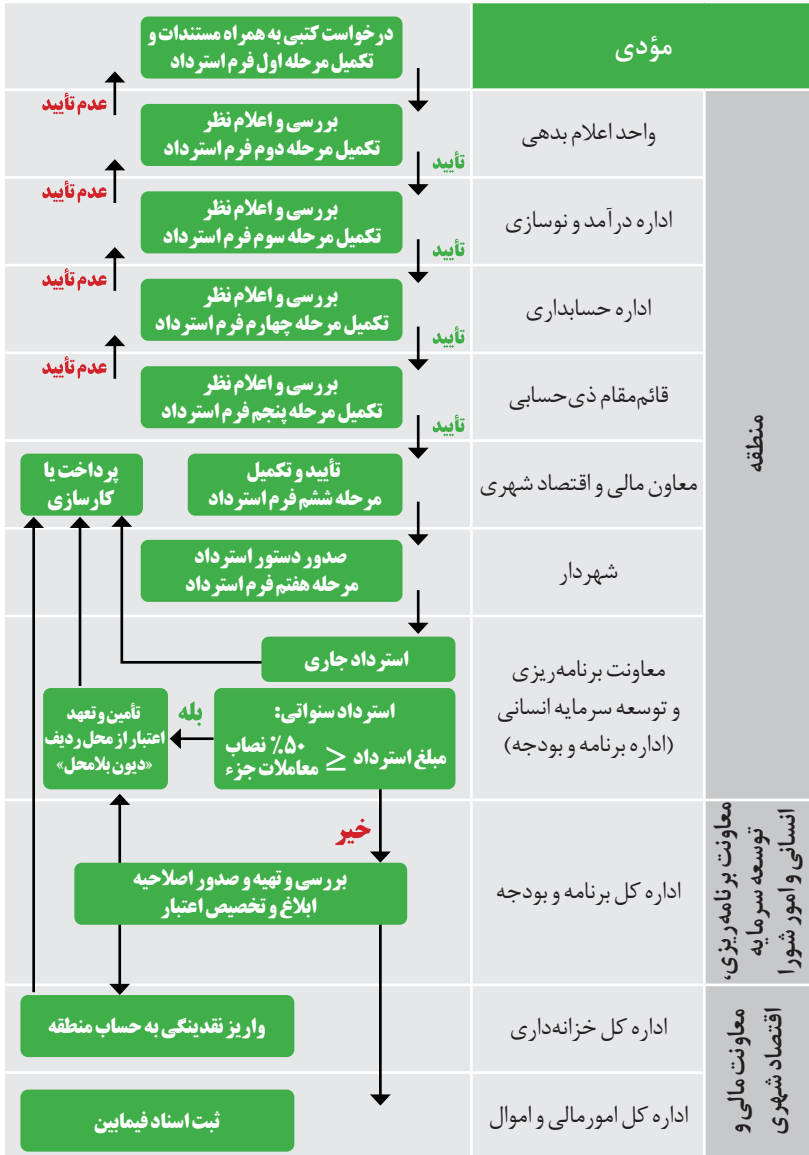 مؤدی
درخواست کتبی به همراه مستندات و
تکمیل مرحله اول فرم استرداد
عدم تأیید
منطقه
واحد اعلام بدهی
بررسی و اعلام نظر
تکمیل مرحله دوم فرم استرداد
تأیید
عدم تأیید
اداره درآمد و نوسازی
بررسی و اعلام نظر
تکمیل مرحله سوم فرم استرداد
تأیید
عدم تأیید
اداره حسابداری
بررسی و اعلام نظر
تکمیل مرحله چهارم فرم استرداد
تأیید
عدم تأیید
قائم‌مقام ذی‌حسابی
بررسی و اعلام نظر
تکمیل مرحله پنجم فرم استرداد
تأیید
معاون مالی و اقتصاد شهری
تأیید و تکمیل
مرحله ششم فرم استرداد
پرداخت یا
کارسازی
شهردار
صدور دستور استرداد
مرحله هفتم فرم استرداد
معاونت برنامه‌ریزی
و توسعه سرمایه انسانی
(اداره برنامه و بودجه)
استرداد جاری
استرداد سنواتی:
مبلغ استرداد ≥ ۵۰٪ نصاب
معاملات جزء
بله
تأمین و تعهد
اعتبار از محل ردیف
«دیون بلامحل»
خیر
معاونت برنامه‌ریزی،
توسعه سرمایه
انسانی و امور شورا
اداره کل برنامه و بودجه
بررسی و تهیه و صدور اصلاحیه
ابلاغ و تخصیص اعتبار
معاونت مالی و
اقتصاد شهری
اداره کل خزانه‌داری
واریز نقدینگی به حساب منطقه
اداره کل امورمالی و اموال
ثبت اسناد فیمابین